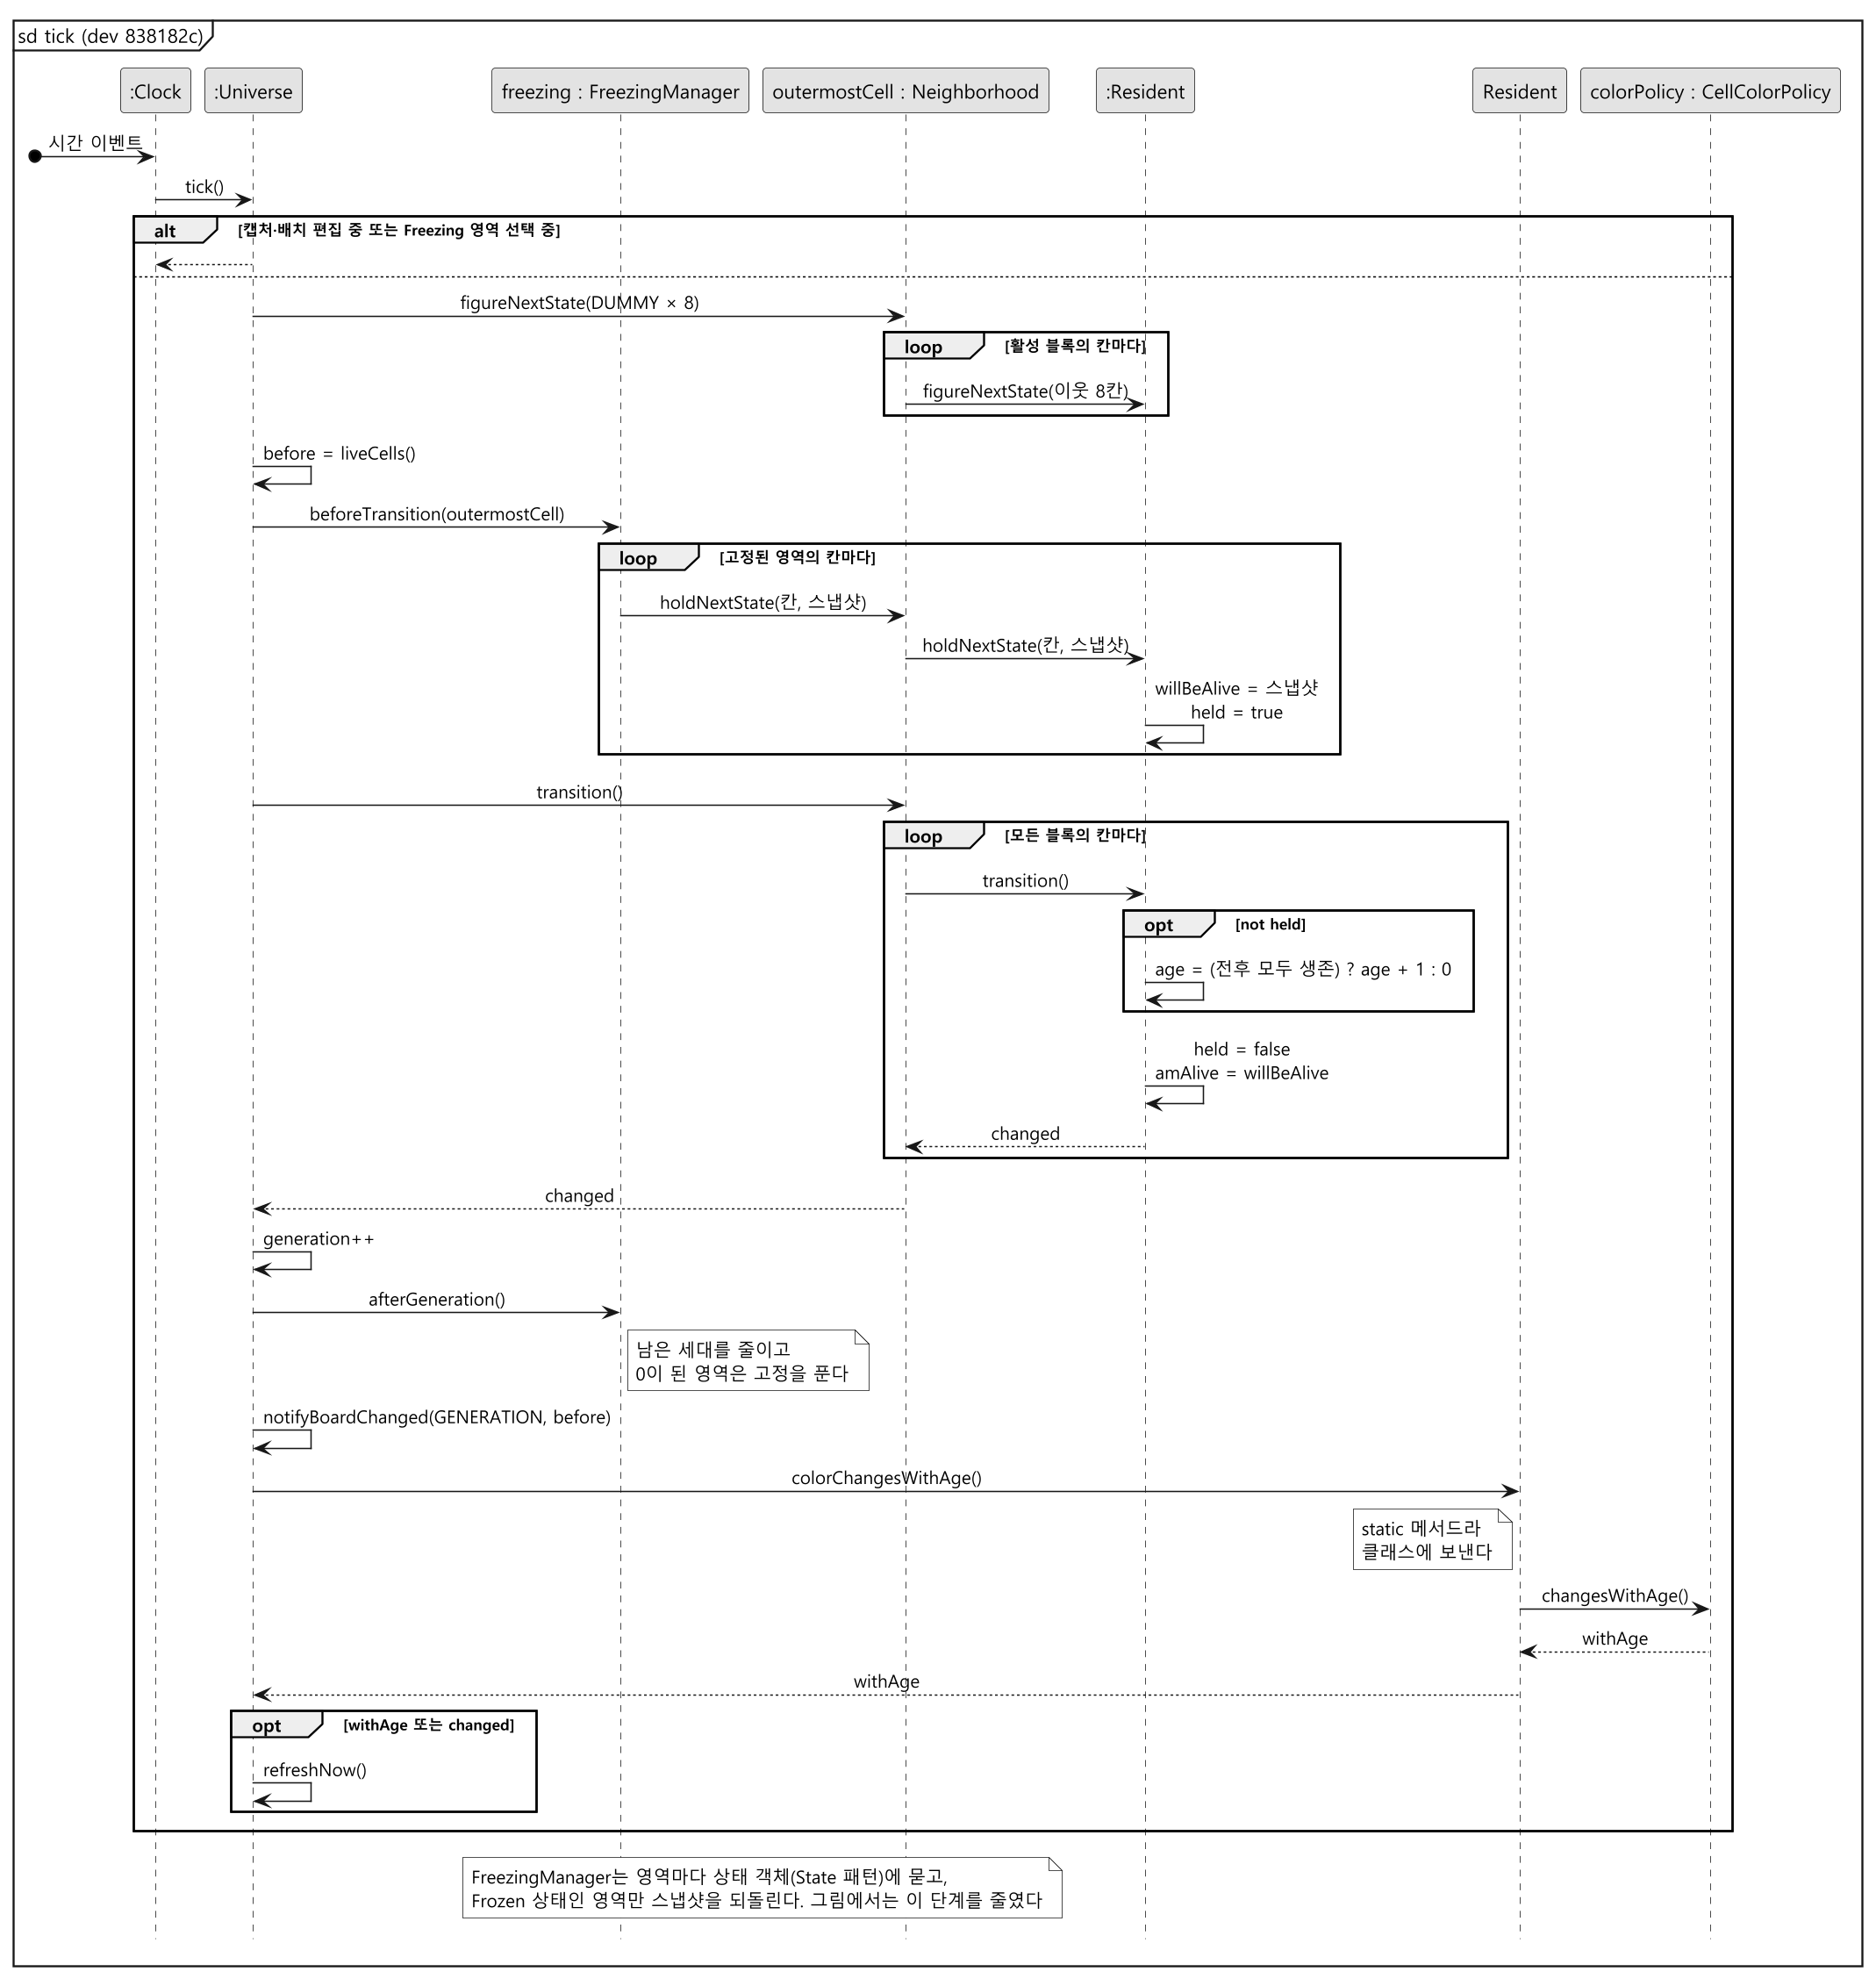 sd tick (dev 838182c)
:Clock
:Universe
freezing : FreezingManager
outermostCell : Neighborhood
:Resident
Resident
colorPolicy : CellColorPolicy
시간 이벤트
tick()
alt [캡처·배치 편집 중 또는 Freezing 영역 선택 중]
figureNextState(DUMMY × 8)
loop [활성 블록의 칸마다]
figureNextState(이웃 8칸)
before = liveCells()
beforeTransition(outermostCell)
loop [고정된 영역의 칸마다]
holdNextState(칸, 스냅샷)
holdNextState(칸, 스냅샷)
willBeAlive = 스냅샷
held = true
transition()
loop [모든 블록의 칸마다]
transition()
opt [not held]
age = (전후 모두 생존) ? age + 1 : 0
held = false
amAlive = willBeAlive
changed
changed
generation++
afterGeneration()
남은 세대를 줄이고
0이 된 영역은 고정을 푼다
notifyBoardChanged(GENERATION, before)
colorChangesWithAge()
static 메서드라
클래스에 보낸다
changesWithAge()
withAge
withAge
opt [withAge 또는 changed]
refreshNow()
FreezingManager는 영역마다 상태 객체(State 패턴)에 묻고,
Frozen 상태인 영역만 스냅샷을 되돌린다. 그림에서는 이 단계를 줄였다